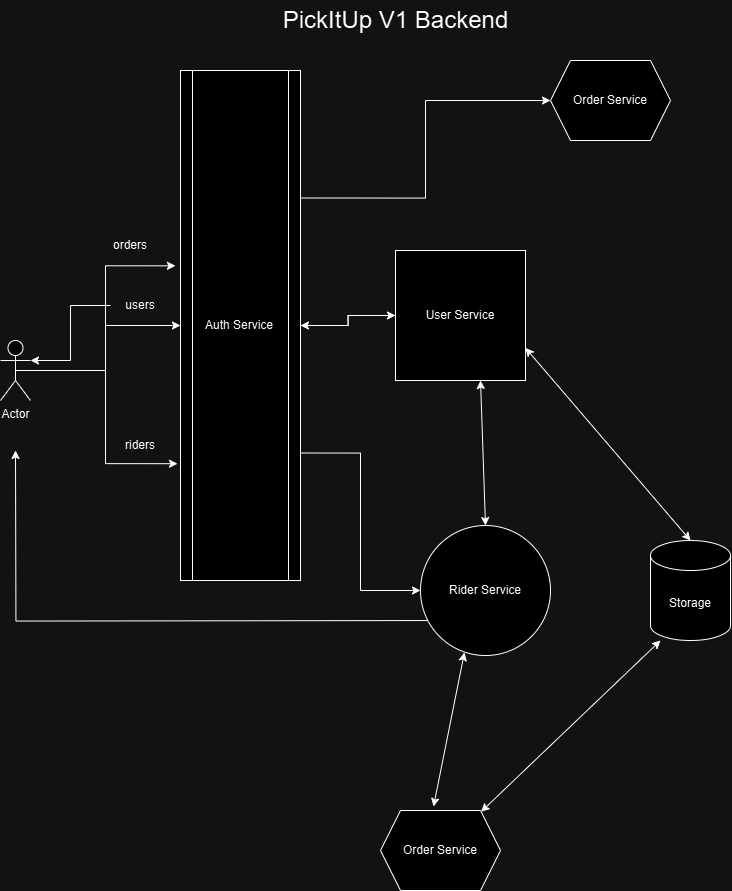 PickItUp V1 Backend
Order Service
orders
users
Auth Service
User Service
Actor
riders
Rider Service
Storage
Order Service